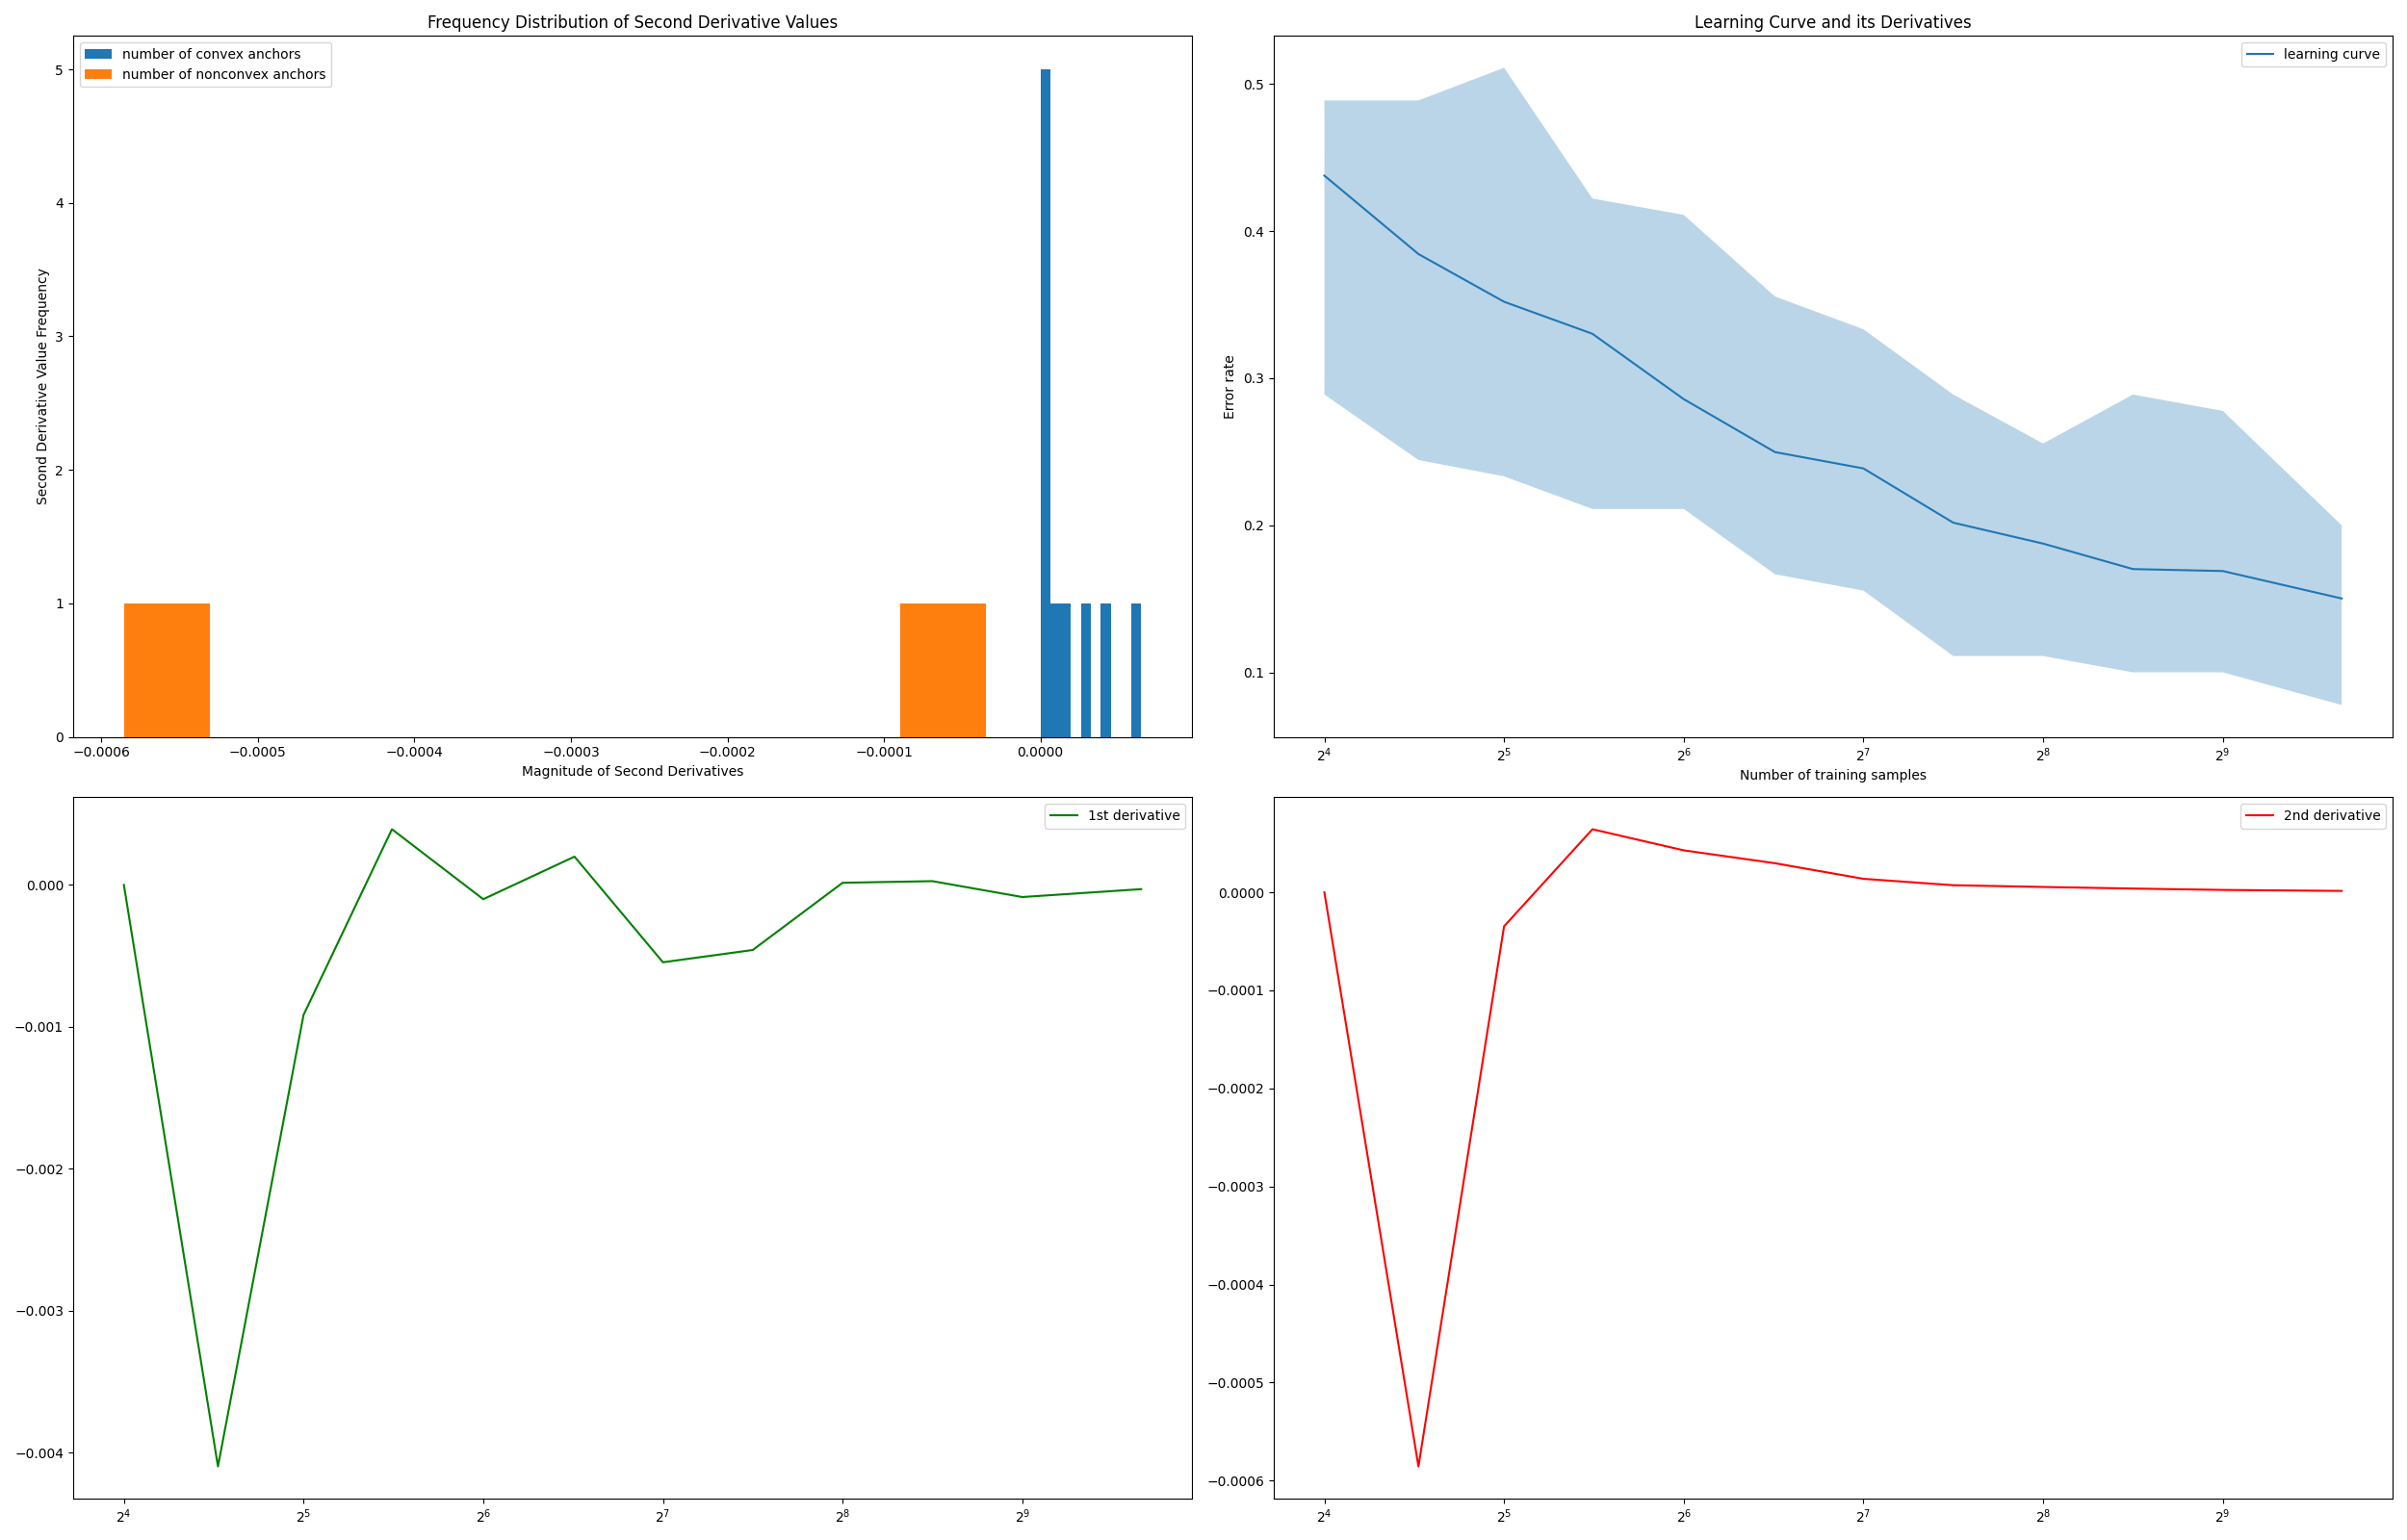 Frequency Distribution of Second Derivative Values
number of convex anchors
number of nonconvex anchors
Second Derivative Value Frequency
5
4
3
2
1
0
−0.0006 −0.0005 −0.0004 −0.0003 −0.0002 −0.0001 0.0000
Magnitude of Second Derivatives
Learning Curve and its Derivatives
learning curve
Error rate
0.5
0.4
0.3
0.2
0.1
2⁴ 2⁵ 2⁶ 2⁷ 2⁸ 2⁹
Number of training samples
1st derivative
0.000
−0.001
−0.002
−0.003
−0.004
2⁴ 2⁵ 2⁶ 2⁷ 2⁸ 2⁹
2nd derivative
0.0000
−0.0001
−0.0002
−0.0003
−0.0004
−0.0005
−0.0006
2⁴ 2⁵ 2⁶ 2⁷ 2⁸ 2⁹